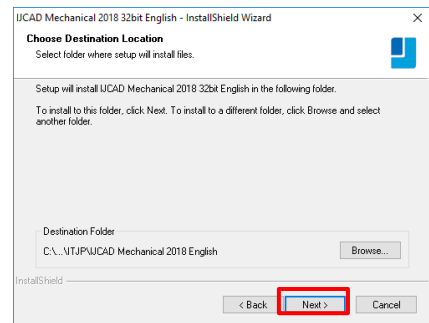 IJCAD Mechanical 2018 32bit English - InstallShield Wizard
Choose Destination Location
Select folder where setup will install files.
Setup will install IJCAD Mechanical 2018 32bit English in the following folder.
To install to this folder, click Next. To install to a different folder, click Browse and select
another folder.
Destination Folder
C:\...\ITJP\IJCAD Mechanical 2018 English
Browse...
InstallShield
< Back
Next >
Cancel